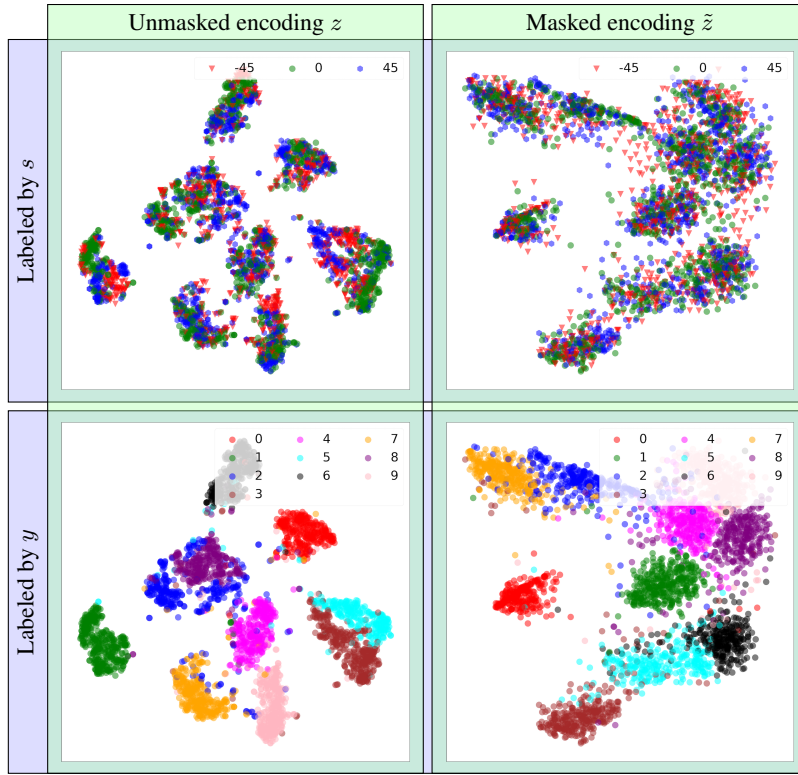 Unmasked encoding z
Masked encoding z̃
Labeled by s
-45 0 45
-45 0 45
Labeled by y
0 4 7
1 5 8
2 6 9
3
0 4 7
1 5 8
2 6 9
3